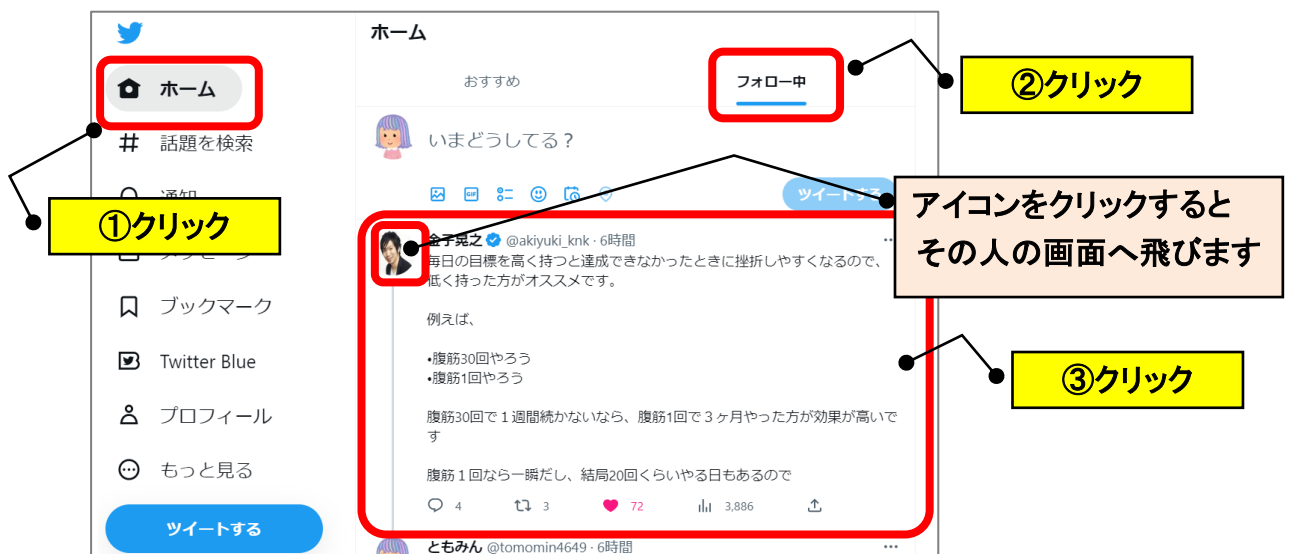 ホーム
ホーム
おすすめ
フォロー中
②クリック
話題を検索
いまどうしてる？
通知
GIF
ツイートする
①クリック
アイコンをクリックすると
その人の画面へ飛びます
金子晃之 @akiyuki_knk · 6時間
毎日の目標を高く持つと達成できなかったときに挫折しやすくなるので、
低く持った方がオススメです。
ブックマーク
例えば、
•腹筋30回やろう
•腹筋1回やろう
Twitter Blue
③クリック
プロフィール
腹筋30回で１週間続かないなら、腹筋1回で３ヶ月やった方が効果が高いで
す
もっと見る
腹筋１回なら一瞬だし、結局20回くらいやる日もあるので
4 3 72 3,886
ツイートする
ともみん @tomomin4649 · 6時間